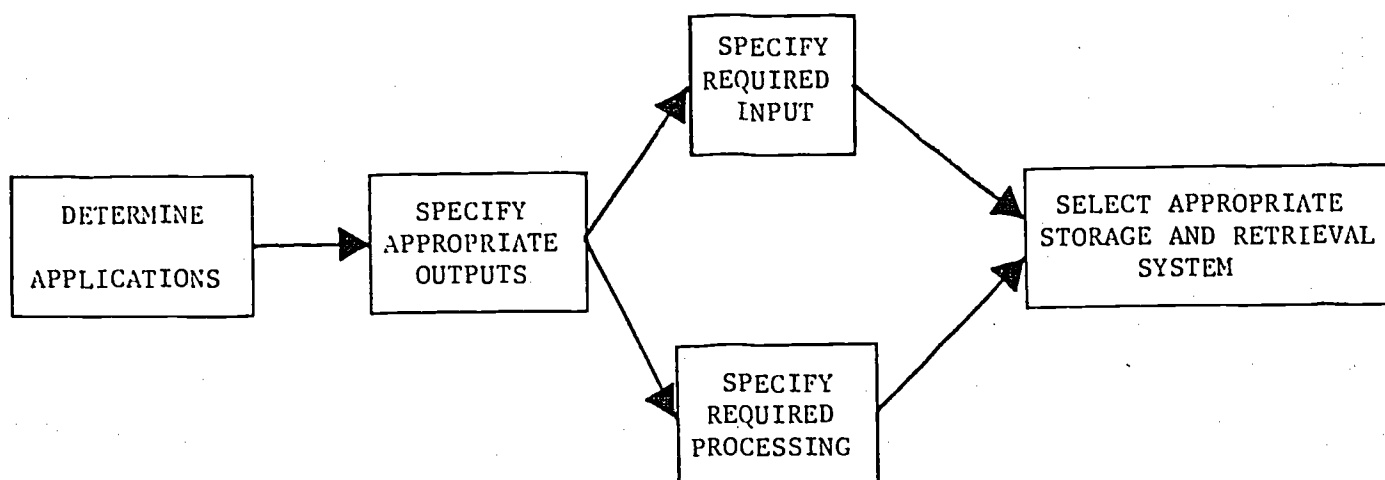 DETERMINE
APPLICATIONS
SPECIFY
APPROPRIATE
OUTPUTS
SPECIFY
REQUIRED
INPUT
SPECIFY
REQUIRED
PROCESSING
SELECT APPROPRIATE
STORAGE AND RETRIEVAL
SYSTEM